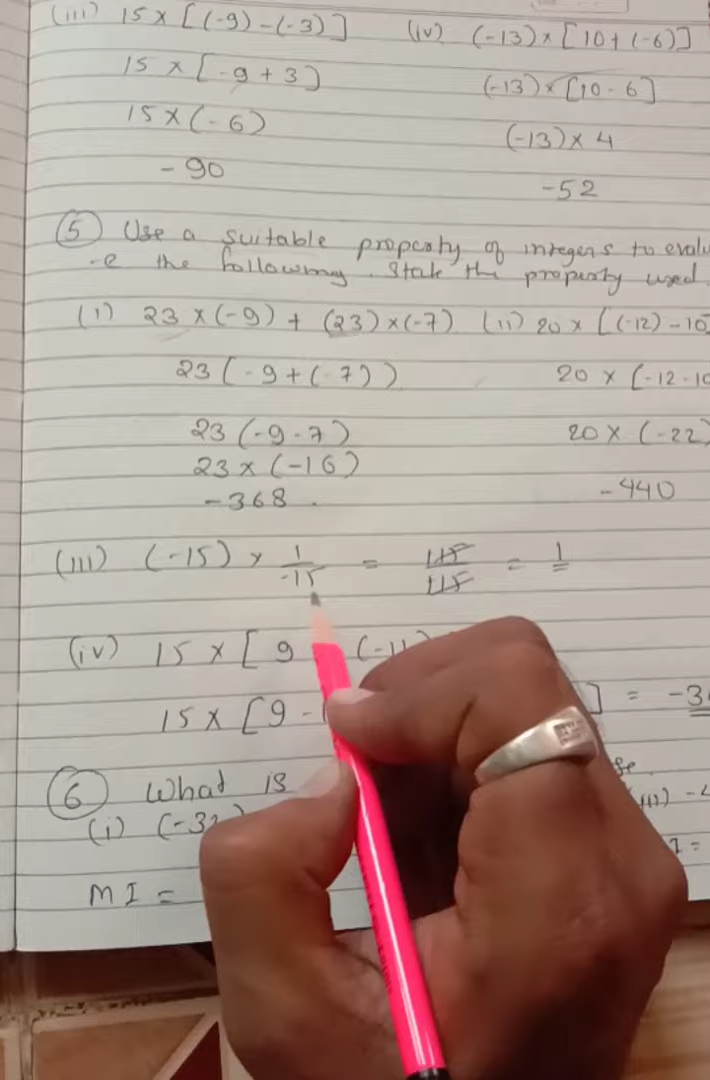 (iii) 15 × [(-9) - (-3)] (iv) (-13) × [10 + (-6)]
15 × [-9 + 3] (-13) × [10 - 6]
15 × (-6) (-13) × 4
- 90 -52
(5) Use a suitable property of integers to evalu
-e the following. State the property used.
(i) 23 × (-9) + (23) × (-7) (ii) 20 × [(-12) - 10]
23 (-9 + (-7)) 20 × [-12 - 10
23 (-9 - 7) 20 × (-22)
23 × (-16)
-368. -440
(iii) (-15) × 1/-15 = = 1
(iv) 15 × [9 (-11)
15 × [9 - ] = -3
(6) What is
(i) (-32) (iii) -
MI = =